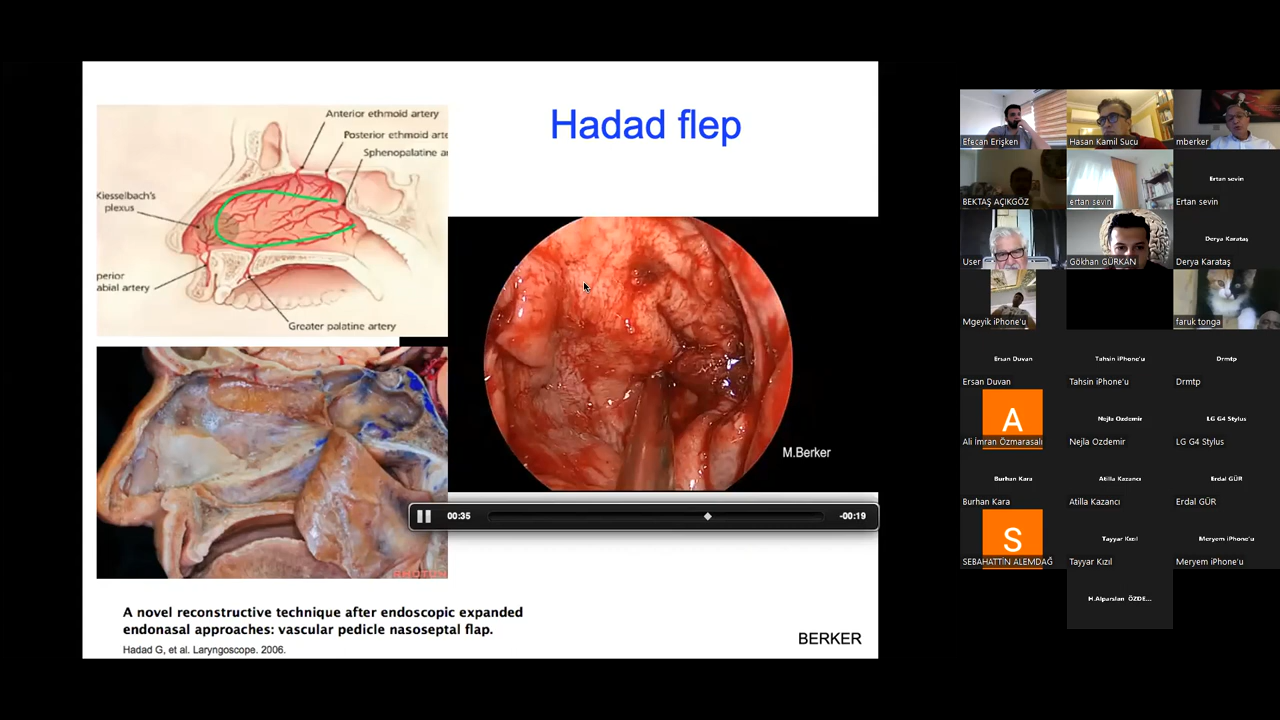 Hadad flep
Anterior ethmoid artery
Posterior ethmoid arte
Sphenopalatine ar
Kiesselbach's
plexus
perior
abial artery
Greater palatine artery
M.Berker
00:35
-00:19
A novel reconstructive technique after endoscopic expanded
endonasal approaches: vascular pedicle nasoseptal flap.
Hadad G, et al. Laryngoscope. 2006.
BERKER
Efecan Erişken
Hasan Kamil Sucu
mberker
BEKTAŞ AÇIKGÖZ
ertan sevin
Ertan sevin
Ertan sevin
User
Gökhan GÜRKAN
Derya Karataş
Derya Karataş
Mgeyik iPhone'u
faruk tonga
Ersan Duvan
Tahsin iPhone'u
Drmtp
Ersan Duvan
Tahsin iPhone'u
Drmtp
A
Nejla Ozdemir
LG G4 Stylus
Ali İmran Özmarasalı
Nejla Ozdemir
LG G4 Stylus
Burhan Kara
Atilla Kazancı
Erdal GÜR
Burhan Kara
Atilla Kazancı
Erdal GÜR
S
Tayyar Kızıl
Meryem iPhone'u
SEBAHATTİN ALEMDAĞ
Tayyar Kızıl
Meryem iPhone'u
H.Alparslan ÖZDE...